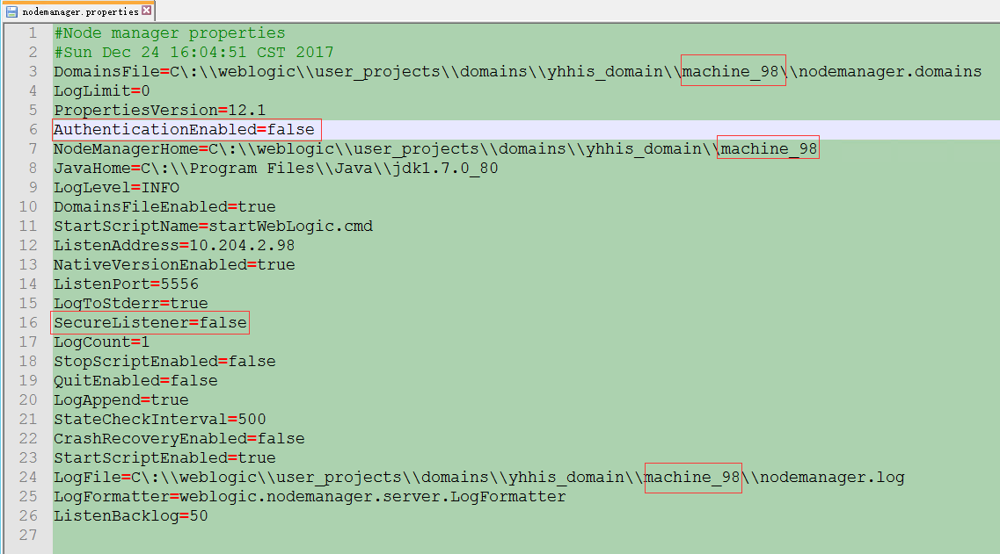 nodemanager.properties
1 #Node manager properties
2 #Sun Dec 24 16:04:51 CST 2017
3 DomainsFile=C\:\\weblogic\\user_projects\\domains\\yhhis_domain\\machine_98\\nodemanager.domains
4 LogLimit=0
5 PropertiesVersion=12.1
6 AuthenticationEnabled=false
7 NodeManagerHome=C\:\\weblogic\\user_projects\\domains\\yhhis_domain\\machine_98
8 JavaHome=C\:\\Program Files\\Java\\jdk1.7.0_80
9 LogLevel=INFO
10 DomainsFileEnabled=true
11 StartScriptName=startWebLogic.cmd
12 ListenAddress=10.204.2.98
13 NativeVersionEnabled=true
14 ListenPort=5556
15 LogToStderr=true
16 SecureListener=false
17 LogCount=1
18 StopScriptEnabled=false
19 QuitEnabled=false
20 LogAppend=true
21 StateCheckInterval=500
22 CrashRecoveryEnabled=false
23 StartScriptEnabled=true
24 LogFile=C\:\\weblogic\\user_projects\\domains\\yhhis_domain\\machine_98\\nodemanager.log
25 LogFormatter=weblogic.nodemanager.server.LogFormatter
26 ListenBacklog=50
27